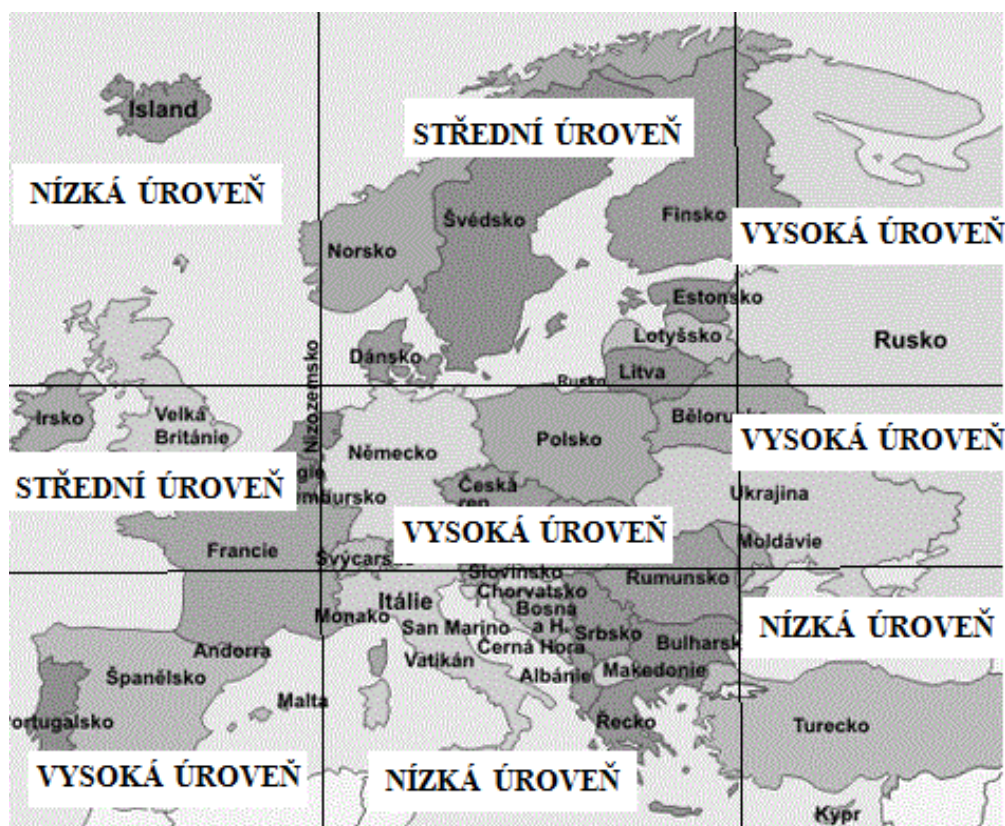 Island
STŘEDNÍ ÚROVEŇ
NÍZKÁ ÚROVEŇ
Švédsko
Finsko
VYSOKÁ ÚROVEŇ
Norsko
Estonsko
Lotyšsko
Rusko
Dánsko
Nizozemsko
Litva
Rusko
Irsko
Velká
Británie
Polsko
Německo
VYSOKÁ ÚROVEŇ
STŘEDNÍ ÚROVEŇ
Česká
Ukrajina
VYSOKÁ ÚROVEŇ
Moldávie
Francie
Slovinsko
Rumunsko
Chorvatsko
Itálie
Bosna
a H.
Monako
San Marino
Srbsko
NÍZKÁ ÚROVEŇ
Andorra
Černá Hora
Bulharsk
Vatikán
Albánie
Makedonie
Španělsko
Malta
ortugalsko
Řecko
Turecko
VYSOKÁ ÚROVEŇ
NÍZKÁ ÚROVEŇ
Kypr